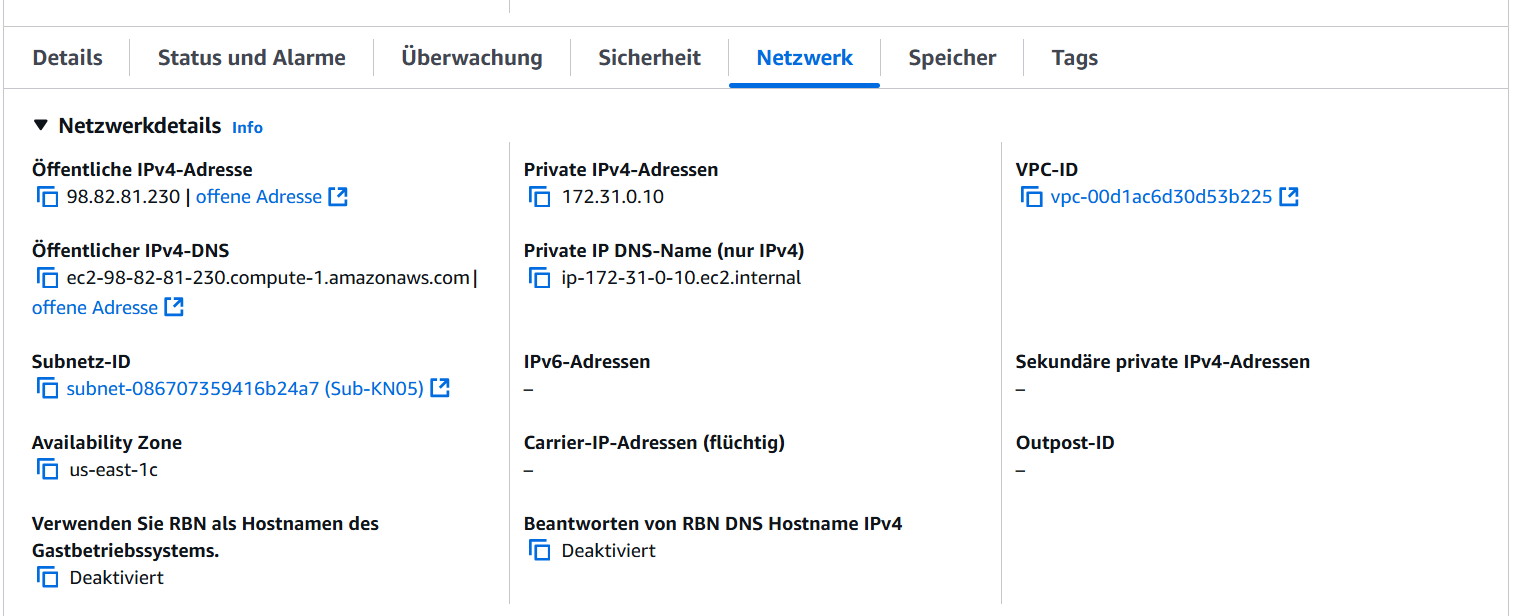 Details
Status und Alarme
Überwachung
Sicherheit
Netzwerk
Speicher
Tags
Netzwerkdetails Info
Öffentliche IPv4-Adresse
98.82.81.230 | offene Adresse
Private IPv4-Adressen
172.31.0.10
VPC-ID
vpc-00d1ac6d30d53b225
Öffentlicher IPv4-DNS
ec2-98-82-81-230.compute-1.amazonaws.com |
offene Adresse
Private IP DNS-Name (nur IPv4)
ip-172-31-0-10.ec2.internal
Subnetz-ID
subnet-086707359416b24a7 (Sub-KN05)
IPv6-Adressen
–
Sekundäre private IPv4-Adressen
–
Availability Zone
us-east-1c
Carrier-IP-Adressen (flüchtig)
–
Outpost-ID
–
Verwenden Sie RBN als Hostnamen des
Gastbetriebssystems.
Deaktiviert
Beantworten von RBN DNS Hostname IPv4
Deaktiviert